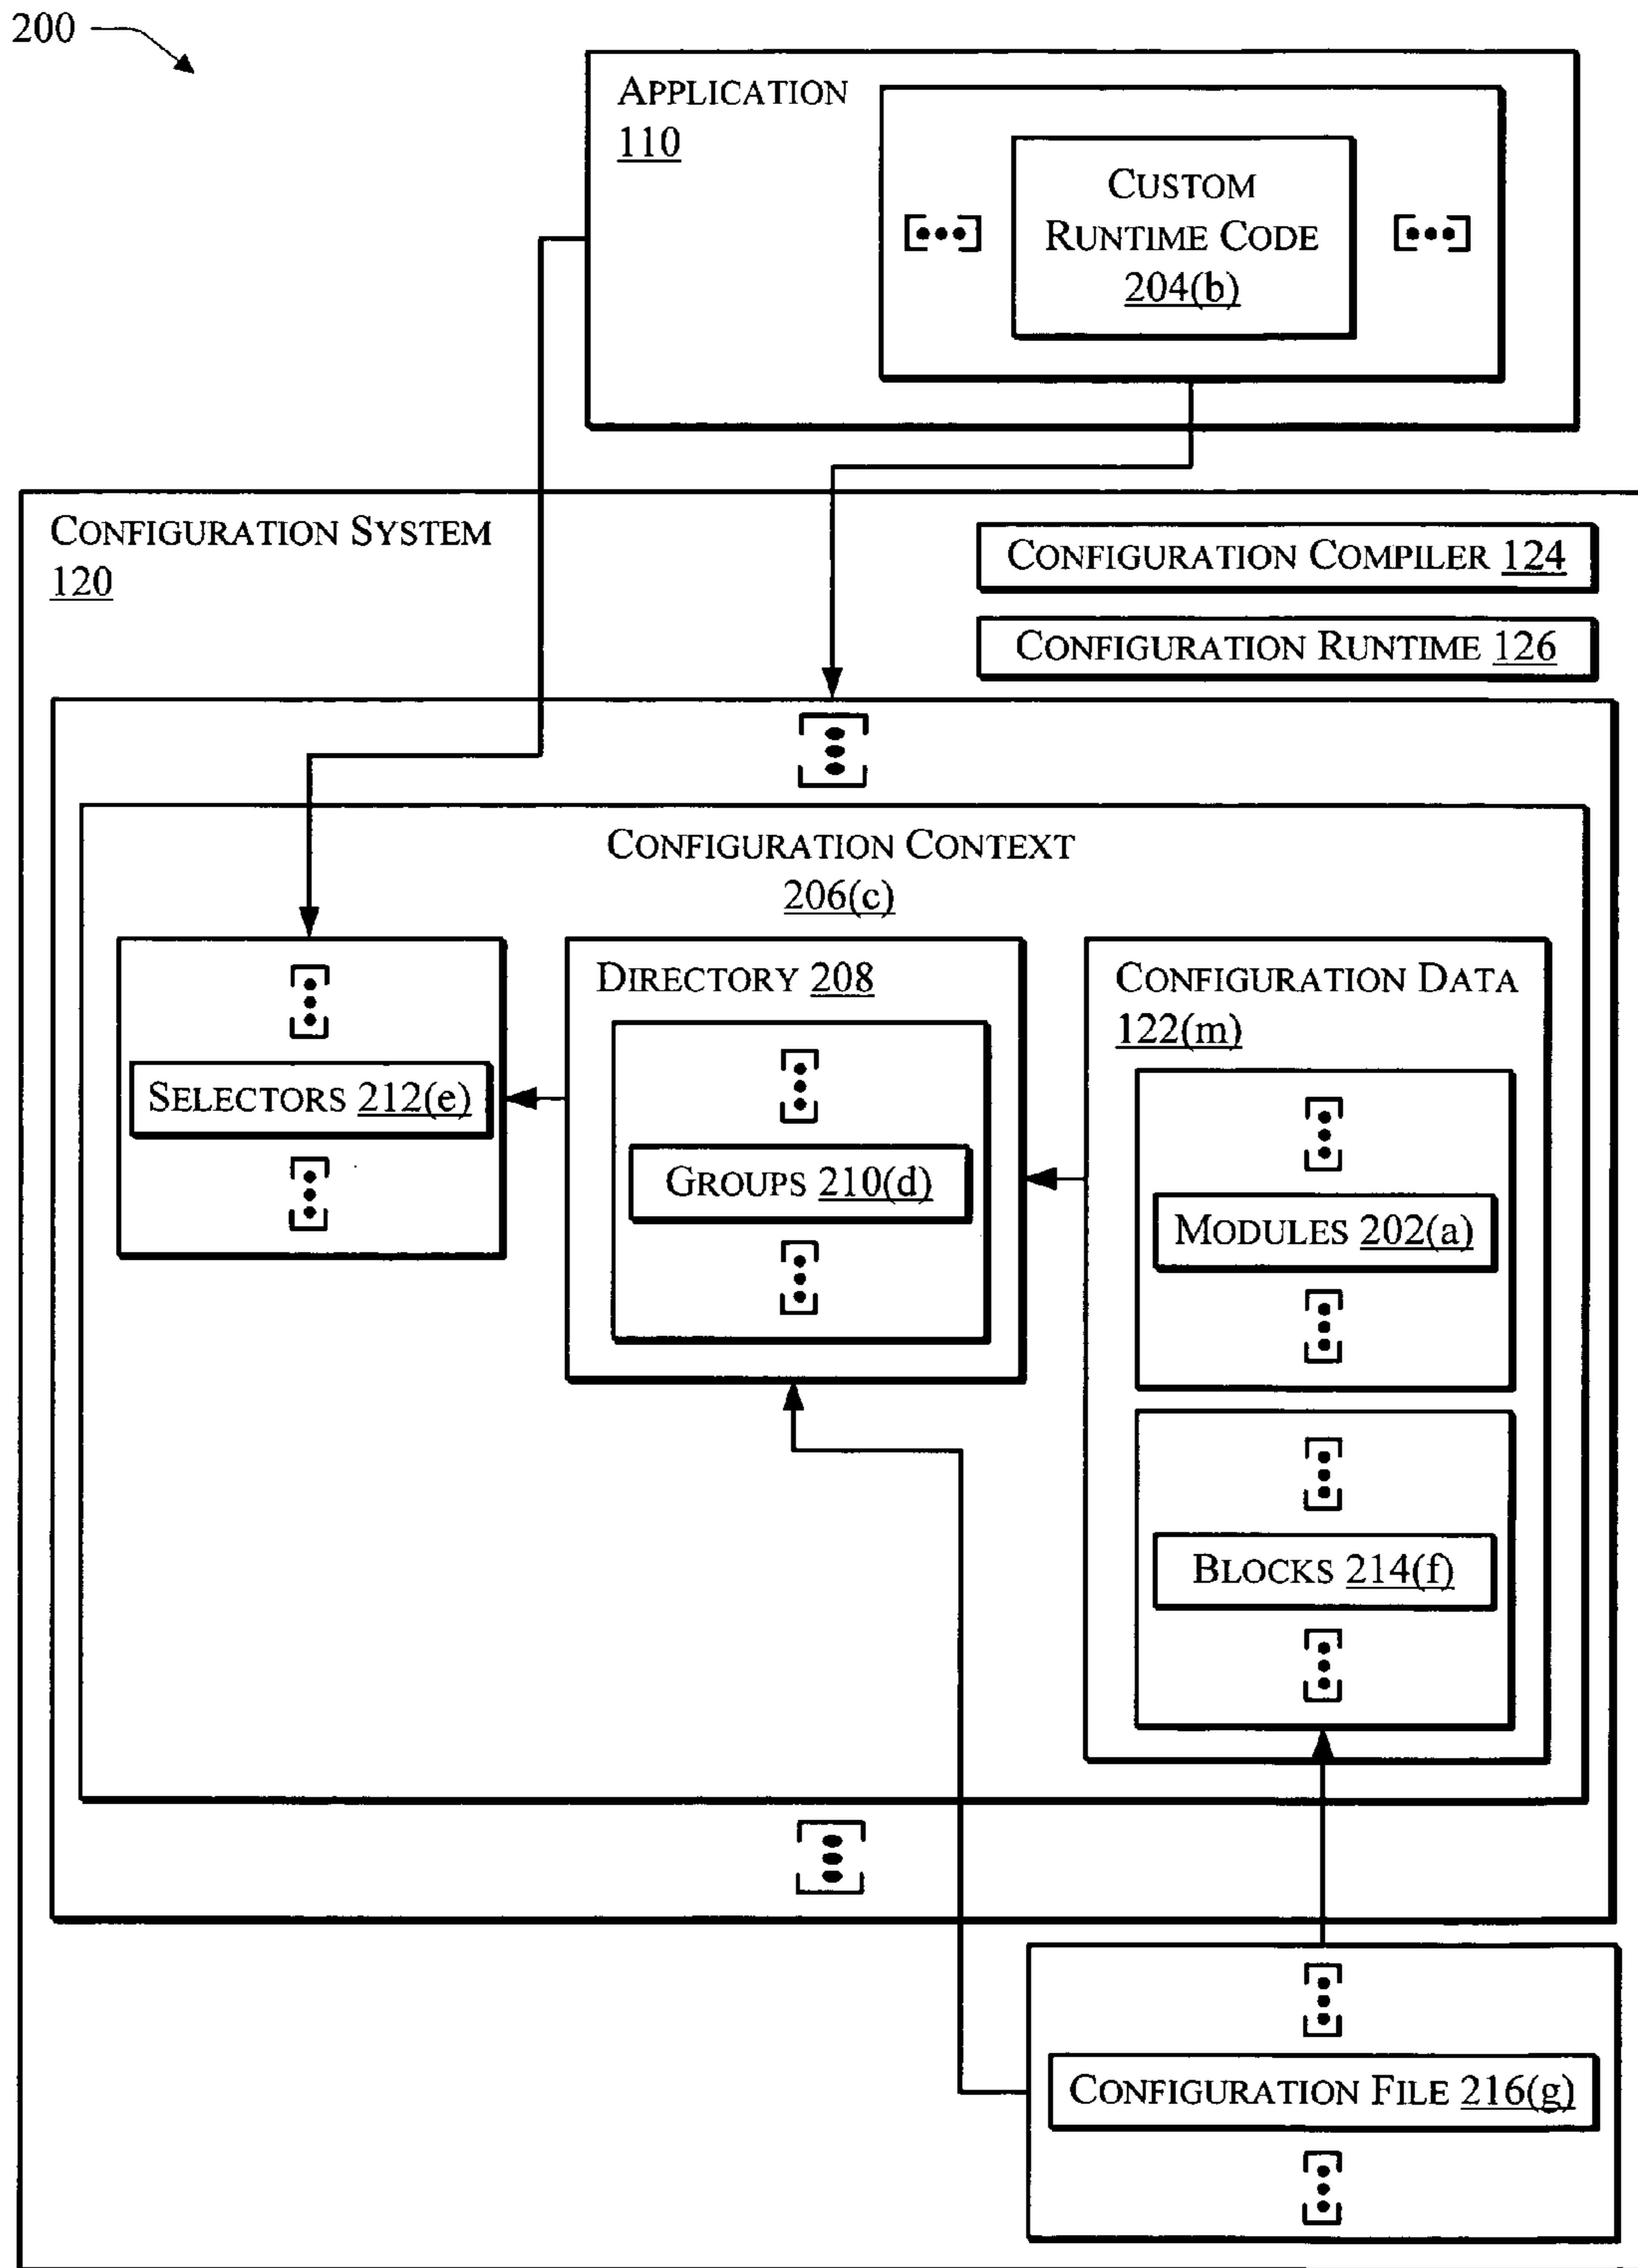 200
APPLICATION
110
CUSTOM
RUNTIME CODE
204(b)
CONFIGURATION SYSTEM
120
CONFIGURATION COMPILER 124
CONFIGURATION RUNTIME 126
CONFIGURATION CONTEXT
206(c)
SELECTORS 212(e)
DIRECTORY 208
GROUPS 210(d)
CONFIGURATION DATA
122(m)
MODULES 202(a)
BLOCKS 214(f)
CONFIGURATION FILE 216(g)